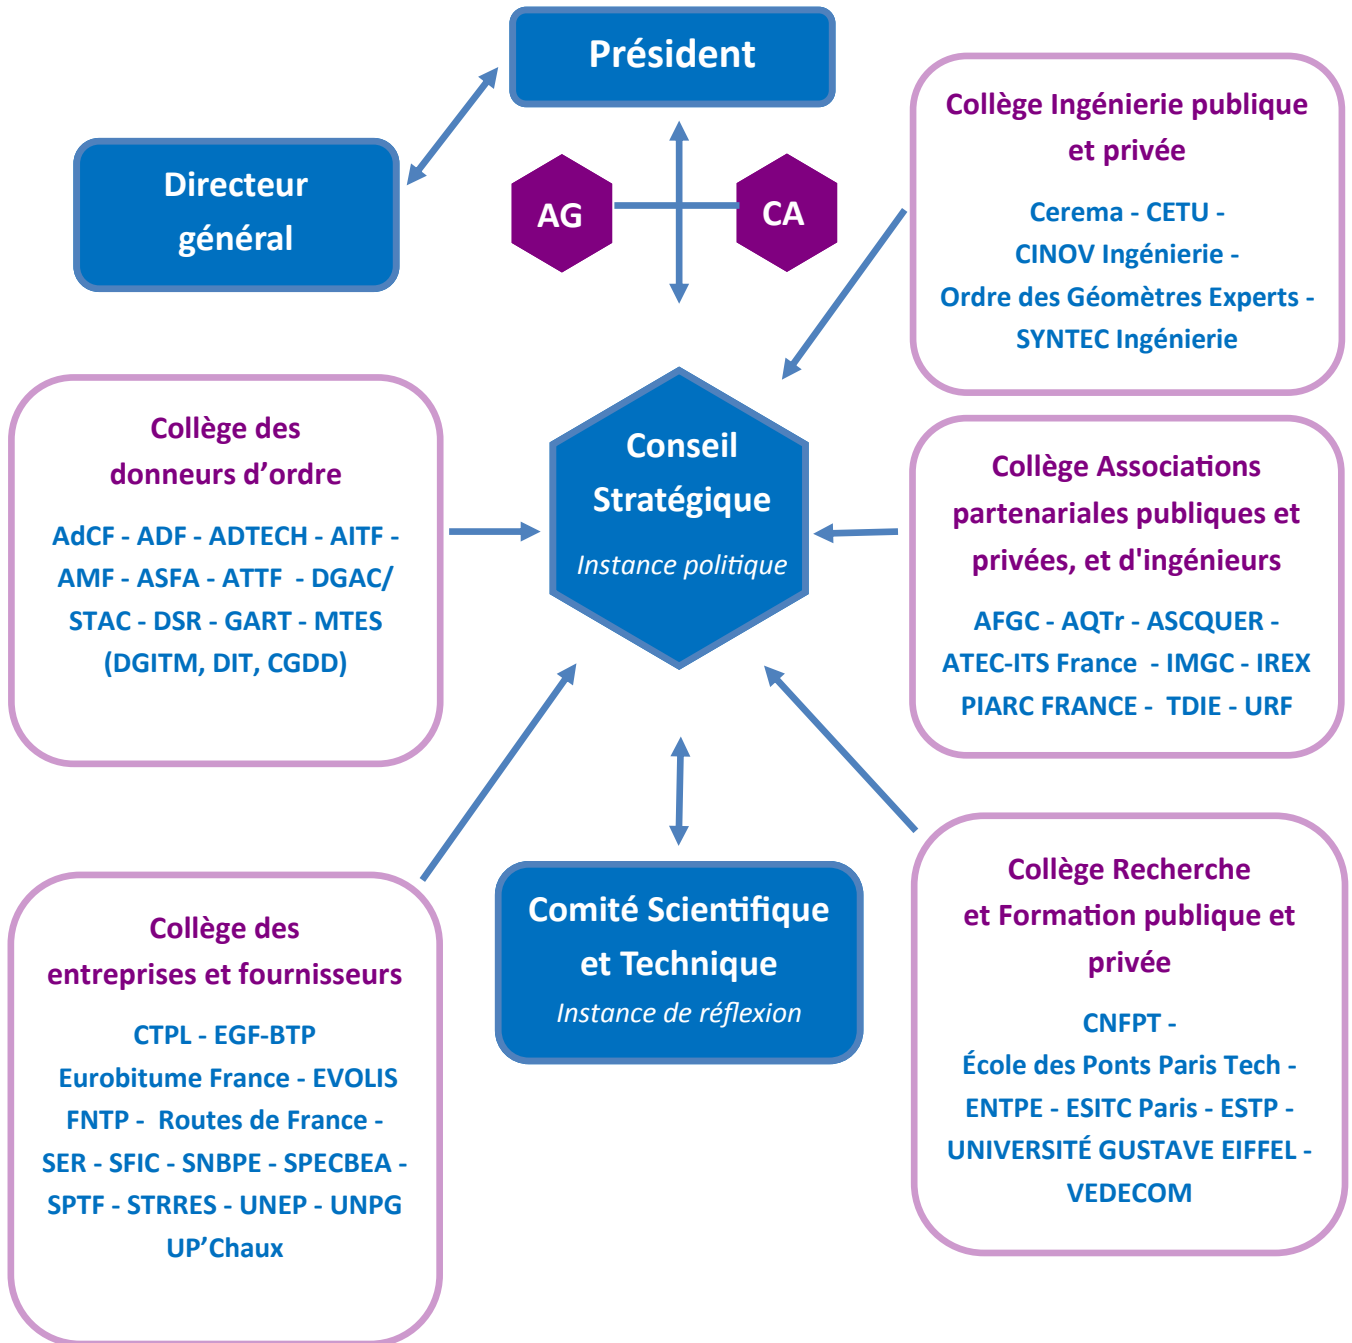 Président
Directeur
général
AG
CA
Collège Ingénierie publique
et privée
Cerema - CETU -
CINOV Ingénierie -
Ordre des Géomètres Experts -
SYNTEC Ingénierie
Collège des
donneurs d’ordre
AdCF - ADF - ADTECH - AITF -
AMF - ASFA - ATTF - DGAC/
STAC - DSR - GART - MTES
(DGITM, DIT, CGDD)
Conseil
Stratégique
Instance politique
Collège Associations
partenariales publiques et
privées, et d'ingénieurs
AFGC - AQTr - ASCQUER -
ATEC-ITS France - IMGC - IREX
PIARC FRANCE - TDIE - URF
Collège des
entreprises et fournisseurs
CTPL - EGF-BTP
Eurobitume France - EVOLIS
FNTP - Routes de France -
SER - SFIC - SNBPE - SPECBEA -
SPTF - STRRES - UNEP - UNPG
UP’Chaux
Comité Scientifique
et Technique
Instance de réflexion
Collège Recherche
et Formation publique et
privée
CNFPT -
École des Ponts Paris Tech -
ENTPE - ESITC Paris - ESTP -
UNIVERSITÉ GUSTAVE EIFFEL -
VEDECOM